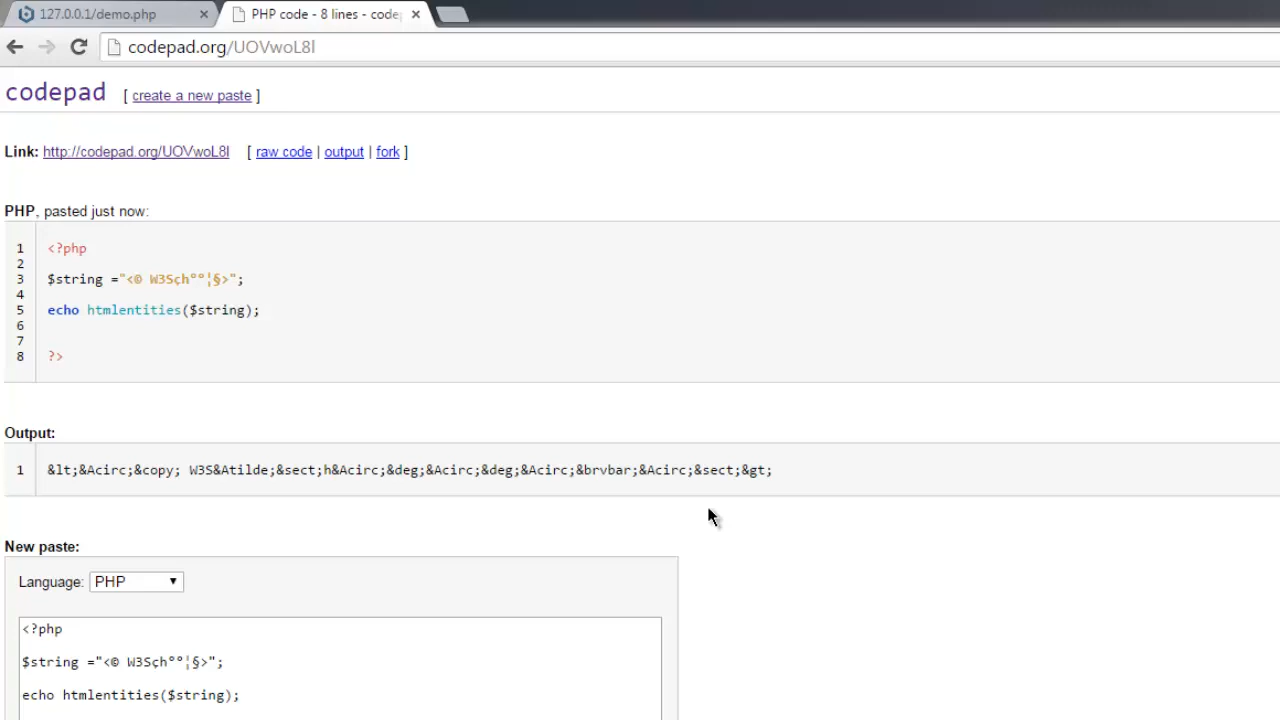 127.0.0.1/demo.php
PHP code - 8 lines - codep
codepad.org/UOVwoL8l
codepad [ create a new paste ]
Link: http://codepad.org/UOVwoL8l [ raw code | output | fork ]
PHP, pasted just now:
1 <?php
2
3 $string ="<© W3Sçh°°¦§>";
4
5 echo htmlentities($string);
6
7
8 ?>
Output:
1 &lt;&Acirc;&copy; W3S&Atilde;&sect;h&Acirc;&deg;&Acirc;&deg;&Acirc;&brvbar;&Acirc;&sect;&gt;
New paste:
Language: PHP
<?php
$string ="<© W3Sçh°°¦§>";
echo htmlentities($string);